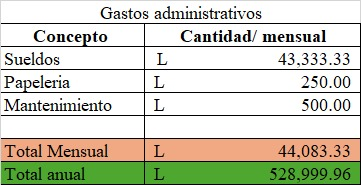 Gastos administrativos
Concepto Cantidad/ mensual
Sueldos L 43,333.33
Papeleria L 250.00
Mantenimiento L 500.00
Total Mensual L 44,083.33
Total anual L 528,999.96